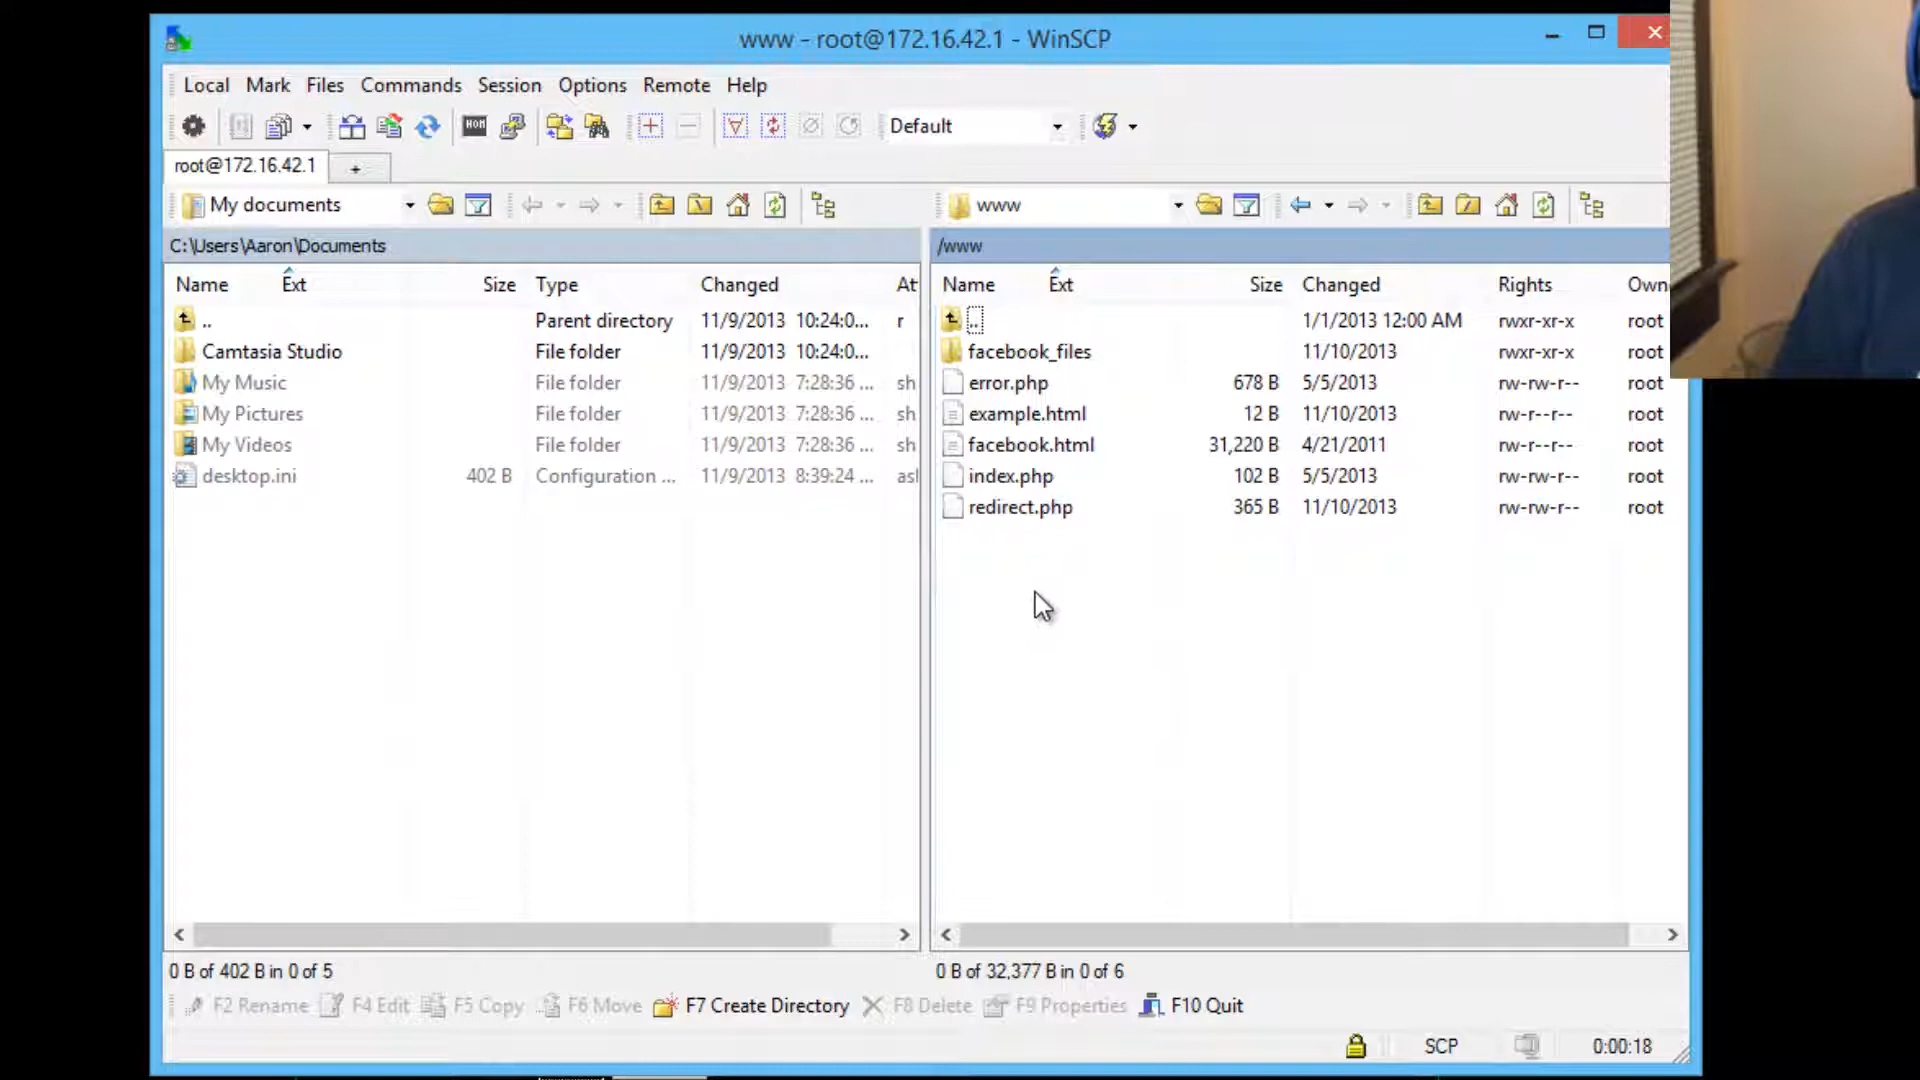 www - root@172.16.42.1 - WinSCP
Local Mark Files Commands Session Options Remote Help
Default
root@172.16.42.1 +
My documents www
C:\Users\Aaron\Documents /www
Name Ext Size Type Changed At Name Ext Size Changed Rights Own
.. Parent directory 11/9/2013 10:24:0... r .. 1/1/2013 12:00 AM rwxr-xr-x root
Camtasia Studio File folder 11/9/2013 10:24:0... facebook_files 11/10/2013 rwxr-xr-x root
My Music File folder 11/9/2013 7:28:36 ... sh error.php 678 B 5/5/2013 rw-rw-r-- root
My Pictures File folder 11/9/2013 7:28:36 ... sh example.html 12 B 11/10/2013 rw-r--r-- root
My Videos File folder 11/9/2013 7:28:36 ... sh facebook.html 31,220 B 4/21/2011 rw-r--r-- root
desktop.ini 402 B Configuration ... 11/9/2013 8:39:24 ... asl index.php 102 B 5/5/2013 rw-rw-r-- root
redirect.php 365 B 11/10/2013 rw-rw-r-- root
0 B of 402 B in 0 of 5 0 B of 32,377 B in 0 of 6
F2 Rename F4 Edit F5 Copy F6 Move F7 Create Directory F8 Delete F9 Properties F10 Quit
SCP 0:00:18